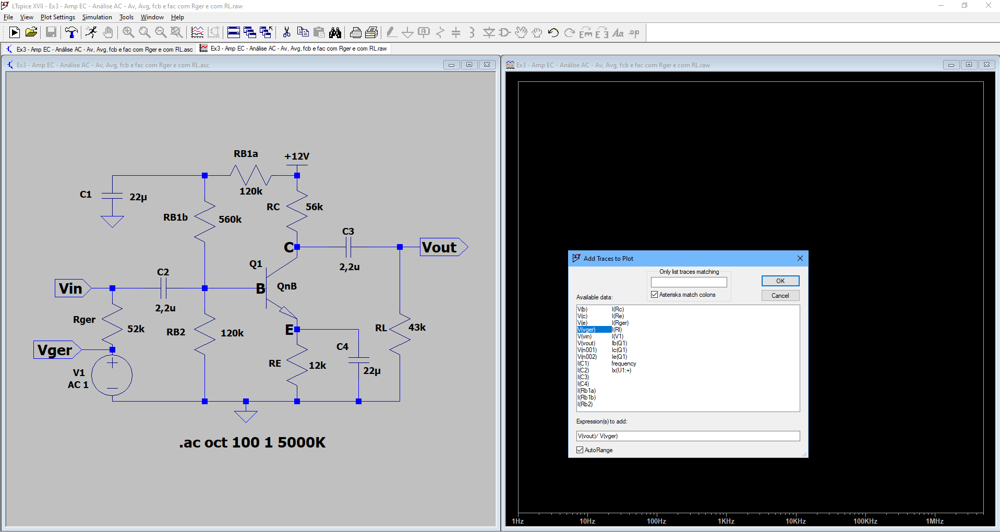 LTspice XVII - Ex3 - Amp EC - Análise AC - Av, Avg, fcb e fac com Rger e com RL.raw
File View Plot Settings Simulation Tools Window Help
Ex3 - Amp EC - Análise AC - Av, Avg, fcb e fac com Rger e com RL.asc
Ex3 - Amp EC - Análise AC - Av, Avg, fcb e fac com Rger e com RL.raw
Ex3 - Amp EC - Análise AC - Av, Avg, fcb e fac com Rger e com RL.asc
RB1a
+12V
120k
C1
22µ
RC
56k
RB1b
560k
C3
C
Vout
Q1
2,2u
C2
Vin
B
QnB
2,2u
Rger
52k
RB2
120k
E
RL
43k
Vger
C4
RE
12k
22µ
V1
AC 1
.ac oct 100 1 5000K
Ex3 - Amp EC - Análise AC - Av, Avg, fcb e fac com Rger e com RL.raw
Add Traces to Plot
Only list traces matching
OK
Asterisks match colons
Cancel
Available data:
V(b) I(Rc)
V(c) I(Re)
V(e) I(Rger)
V(vger) I(Rl)
V(vin) I(V1)
V(vout) Ib(Q1)
V(n001) Ic(Q1)
V(n002) Ie(Q1)
I(C1) frequency
I(C2) Ix(U1:+)
I(C3)
I(C4)
I(Rb1a)
I(Rb1b)
I(Rb2)
Expression(s) to add:
V(vout)/ V(vger)
AutoRange
1Hz 10Hz 100Hz 1KHz 10KHz 100KHz 1MHz